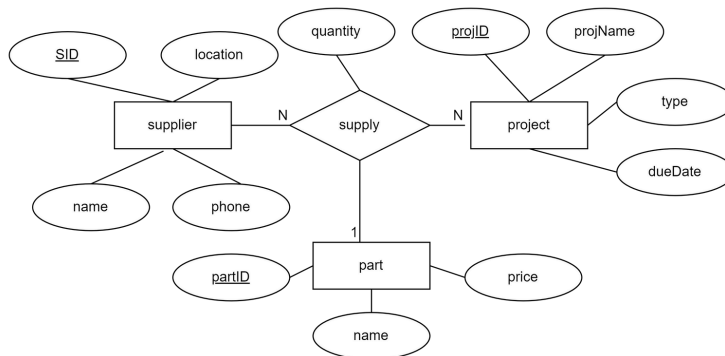 quantity
projID
projName
SID
location
type
N
N
supplier
supply
project
dueDate
name
phone
1
partID
part
price
name